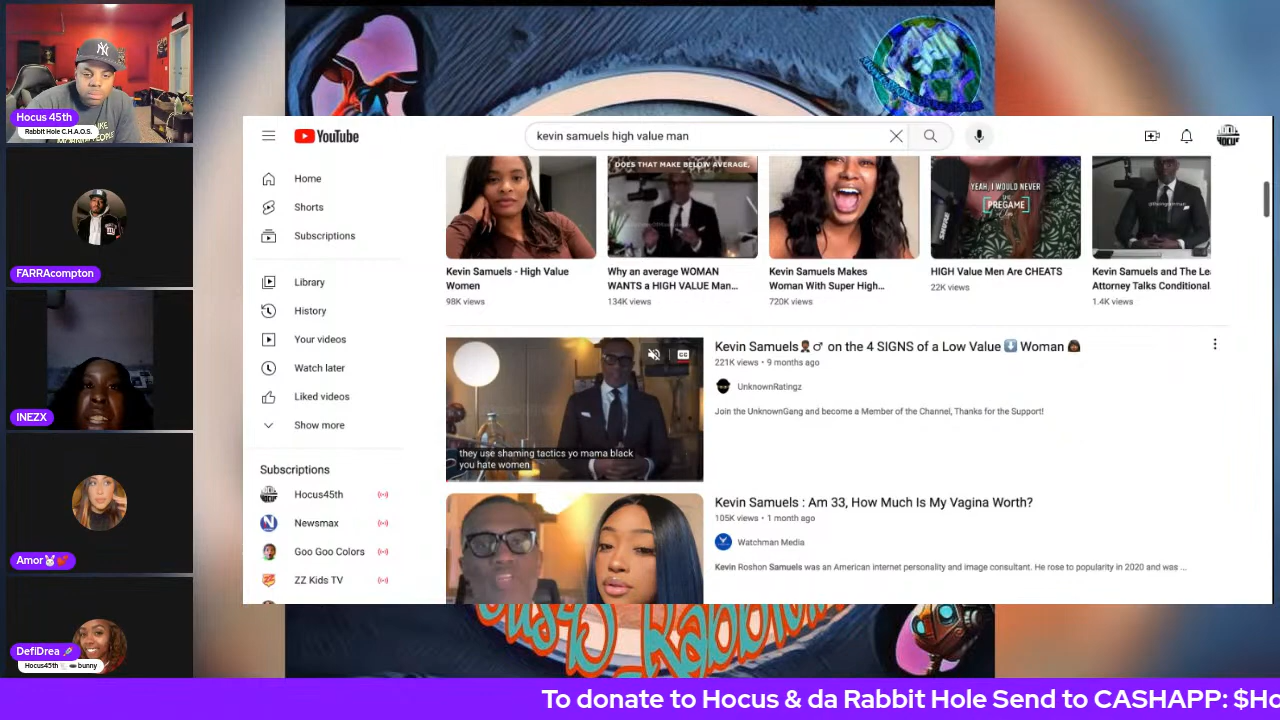 Hocus 45th
Rabbit Hole C.H.A.O.S.
FARRAcompton
INEZX
Amor🐰💕
DefiDrea
Hocus45th bunny
YouTube
kevin samuels high value man
Home
Shorts
Subscriptions
Library
History
Your videos
Watch later
Liked videos
Show more
Subscriptions
Hocus45th
Newsmax
Goo Goo Colors
ZZ Kids TV
DOES THAT MAKE BELOW AVERAGE,
YEAH, I WOULD NEVER
PREGAME
Kevin Samuels - High Value
Women
98K views
Why an average WOMAN
WANTS a HIGH VALUE Man...
134K views
Kevin Samuels Makes
Woman With Super High...
720K views
HIGH Value Men Are CHEATS
22K views
Kevin Samuels and The Le
Attorney Talks Conditional
1.4K views
they use shaming tactics yo mama black
you hate women
Kevin Samuels🤵🏾♂ on the 4 SIGNS of a Low Value ⬇️ Woman 👩🏾
221K views • 9 months ago
UnknownRatingz
Join the UnknownGang and become a Member of the Channel, Thanks for the Support!
Kevin Samuels : Am 33, How Much Is My Vagina Worth?
105K views • 1 month ago
Watchman Media
Kevin Roshon Samuels was an American internet personality and image consultant. He rose to popularity in 2020 and was ...
To donate to Hocus & da Rabbit Hole Send to CASHAPP: $Ho